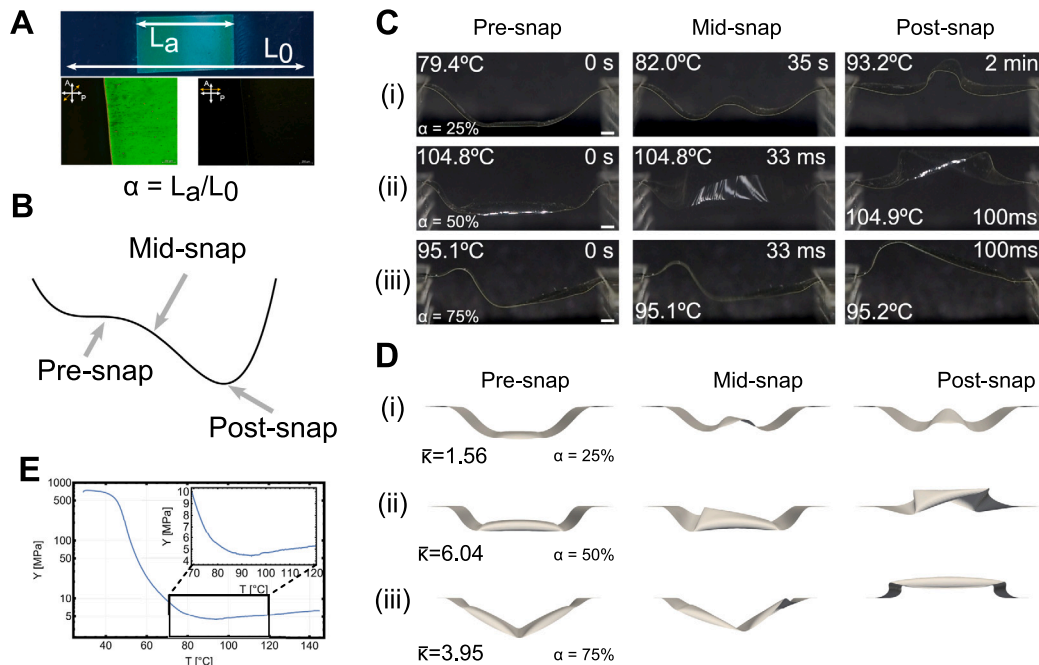 A
Lₐ
L₀
A
P
A
P
α = Lₐ/L₀
B
Mid-snap
Pre-snap
Post-snap
C
Pre-snap Mid-snap Post-snap
(i)
79.4ºC 0 s
α = 25%
82.0ºC 35 s
93.2ºC 2 min
(ii)
104.8ºC 0 s
α = 50%
104.8ºC 33 ms
104.9ºC 100ms
(iii)
95.1ºC 0 s
α = 75%
33 ms
95.1ºC
100ms
95.2ºC
D
Pre-snap Mid-snap Post-snap
(i)
κ̄=1.56 α = 25%
(ii)
κ̄=6.04 α = 50%
(iii)
κ̄=3.95 α = 75%
E
Y [MPa]
1000
500
100
50
10
5
20 40 60 80 100 120 140
T [°C]
Y [MPa]
10
9
8
7
6
5
4
70 80 90 100 110 120
T [°C]